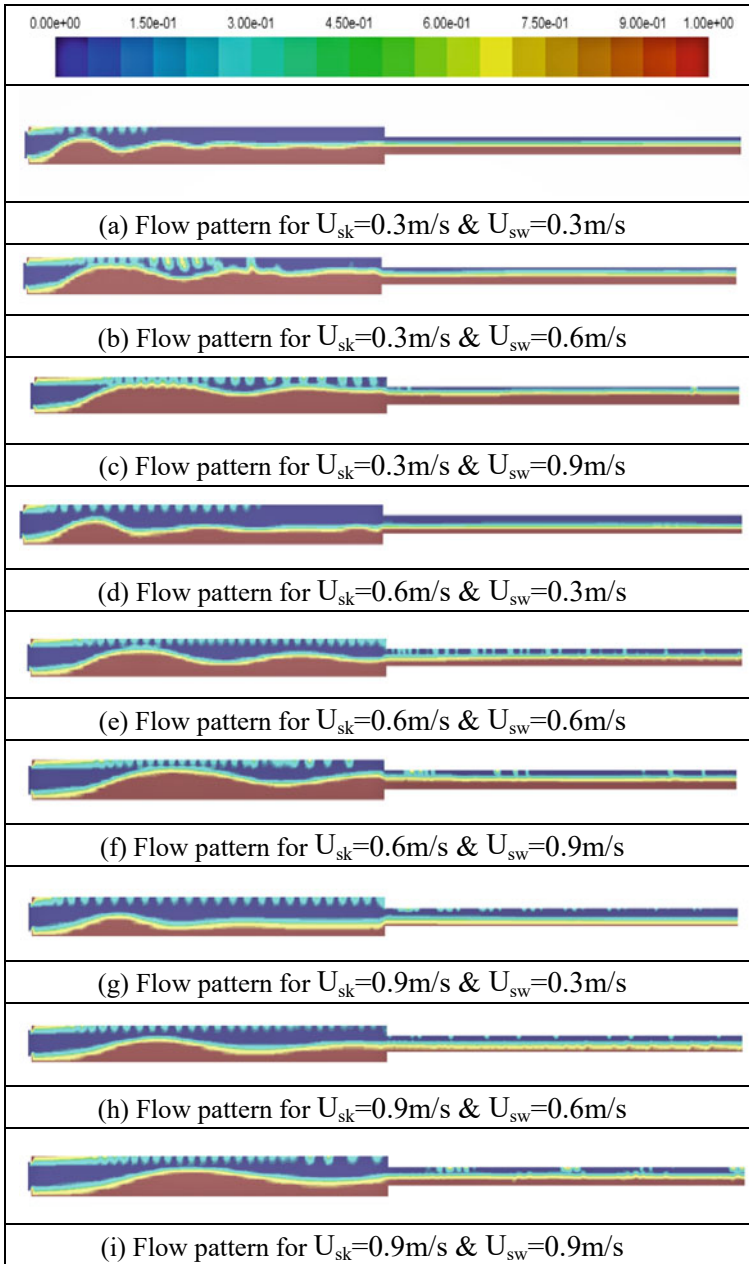 0.00e+00 1.50e-01 3.00e-01 4.50e-01 6.00e-01 7.50e-01 9.00e-01 1.00e+00
(a) Flow pattern for Usk=0.3m/s & Usw=0.3m/s
(b) Flow pattern for Usk=0.3m/s & Usw=0.6m/s
(c) Flow pattern for Usk=0.3m/s & Usw=0.9m/s
(d) Flow pattern for Usk=0.6m/s & Usw=0.3m/s
(e) Flow pattern for Usk=0.6m/s & Usw=0.6m/s
(f) Flow pattern for Usk=0.6m/s & Usw=0.9m/s
(g) Flow pattern for Usk=0.9m/s & Usw=0.3m/s
(h) Flow pattern for Usk=0.9m/s & Usw=0.6m/s
(i) Flow pattern for Usk=0.9m/s & Usw=0.9m/s